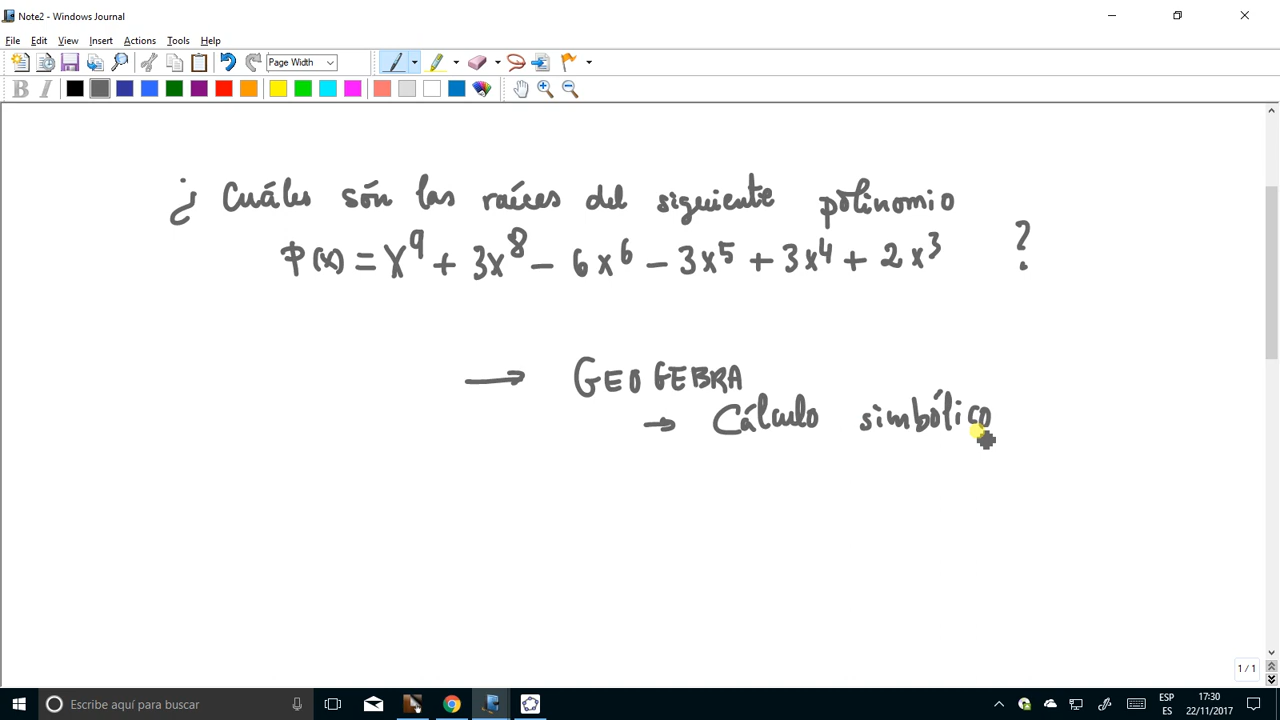 Note2 - Windows Journal
File Edit View Insert Actions Tools Help
Page Width
B I
¿ Cuáles són las raíces del siguiente polinomio
P(x) = x⁹ + 3x⁸ - 6x⁶ - 3x⁵ + 3x⁴ + 2x³ ?
→ GEOGEBRA
→ Cálculo simbólico
1 / 1
Escribe aquí para buscar
ESP 17:30
ES 22/11/2017